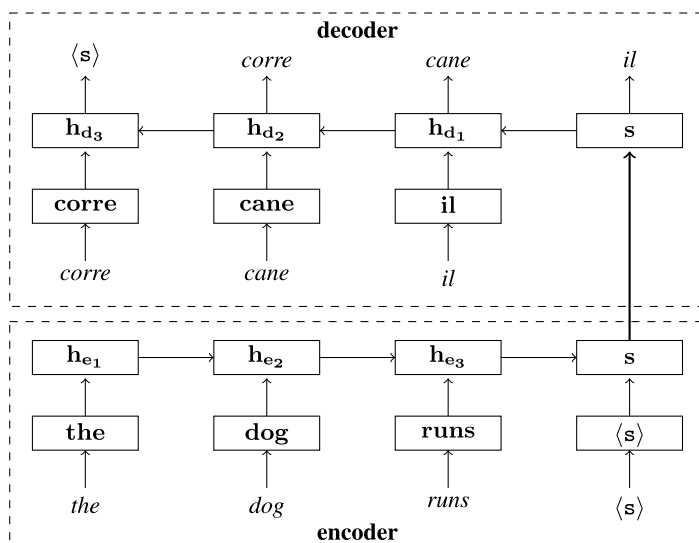 decoder
⟨s⟩ corre cane il
h_d3 h_d2 h_d1 s
corre cane il
corre cane il
h_e1 h_e2 h_e3 s
the dog runs ⟨s⟩
the dog runs ⟨s⟩
encoder